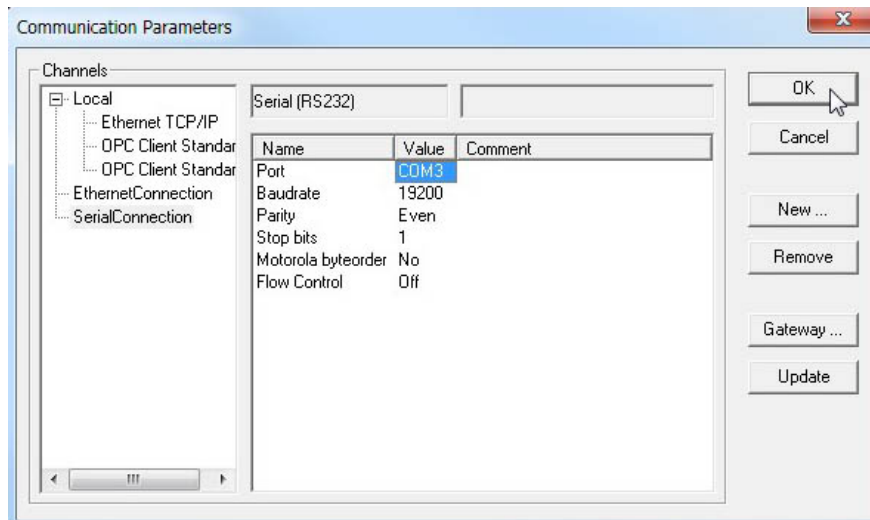 Communication Parameters
Channels
Local
Ethernet TCP/IP
OPC Client Standar
OPC Client Standar
EthernetConnection
SerialConnection
Serial (RS232)
Name Value Comment
Port COM3
Baudrate 19200
Parity Even
Stop bits 1
Motorola byteorder No
Flow Control Off
OK
Cancel
New ...
Remove
Gateway ...
Update